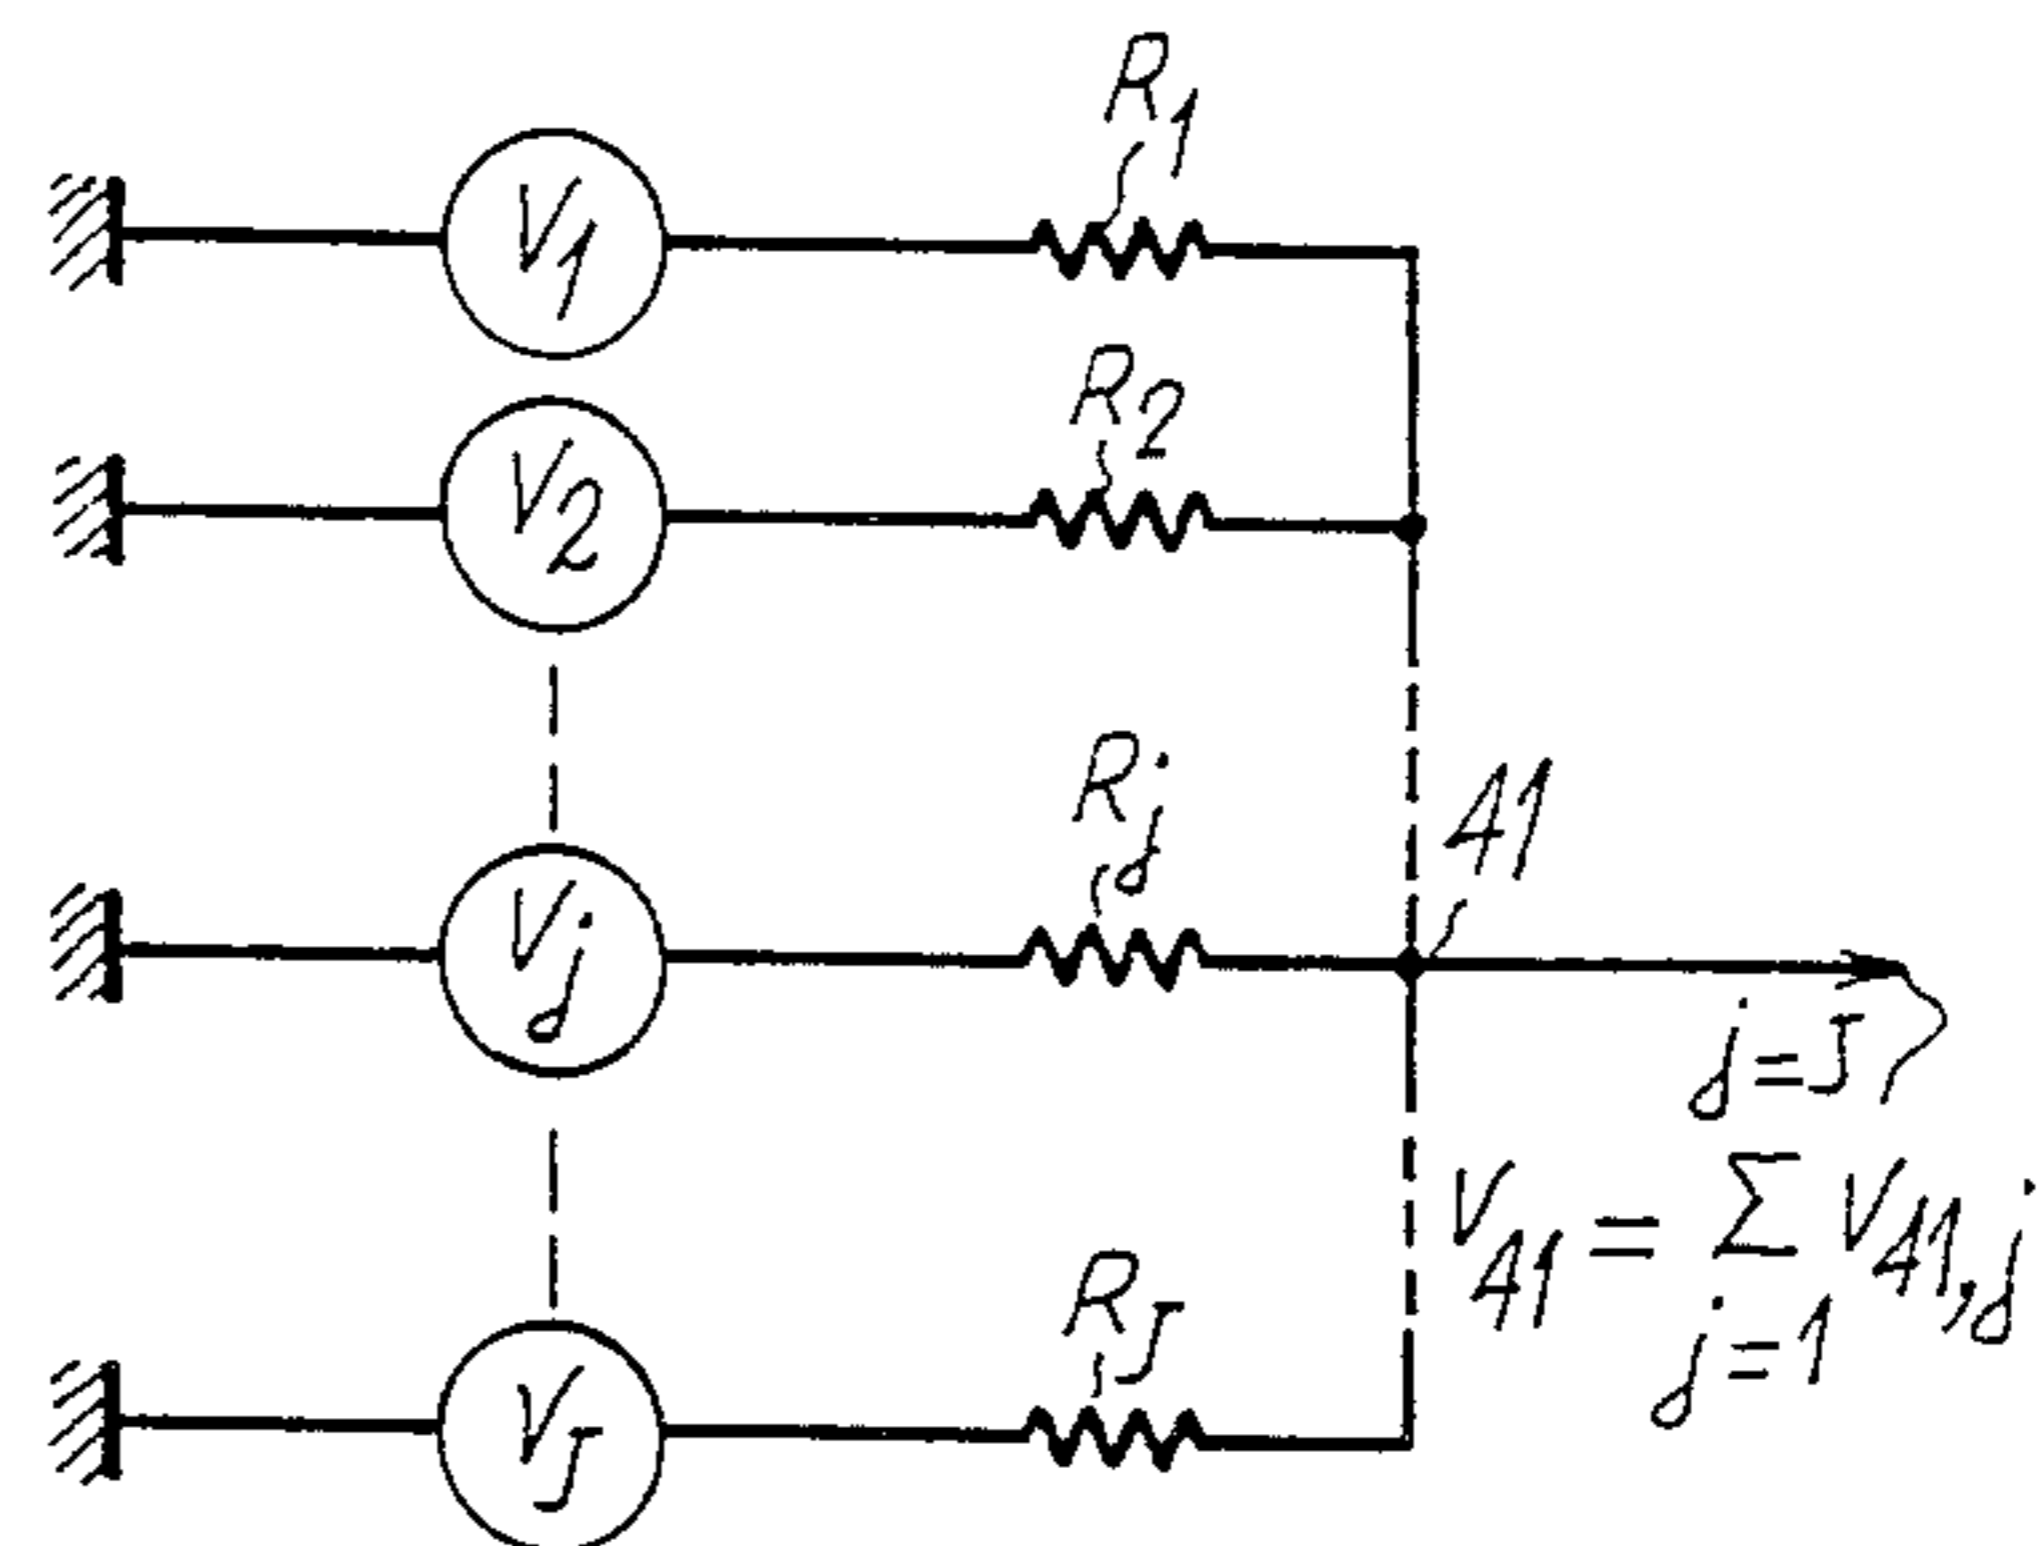 R1
V1
R2
V2
Rj
41
Vj
j=J
V41 = Σ V41,j
j=1
RJ
VJ